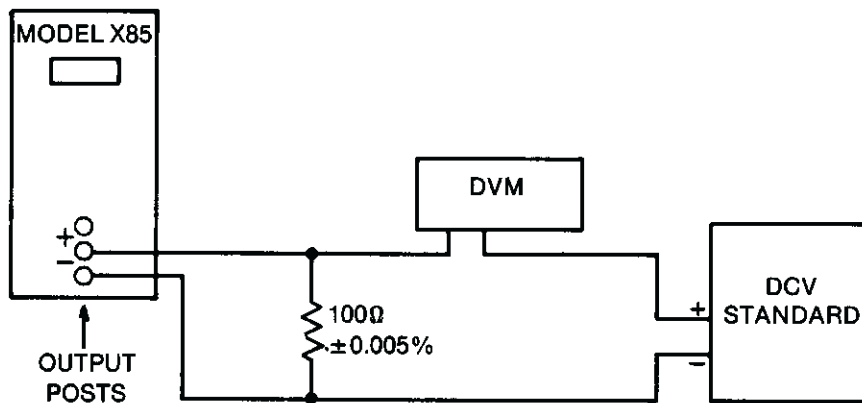 MODEL X85
DVM
+
−
100Ω
±0.005%
+
DCV
STANDARD
−
OUTPUT
POSTS